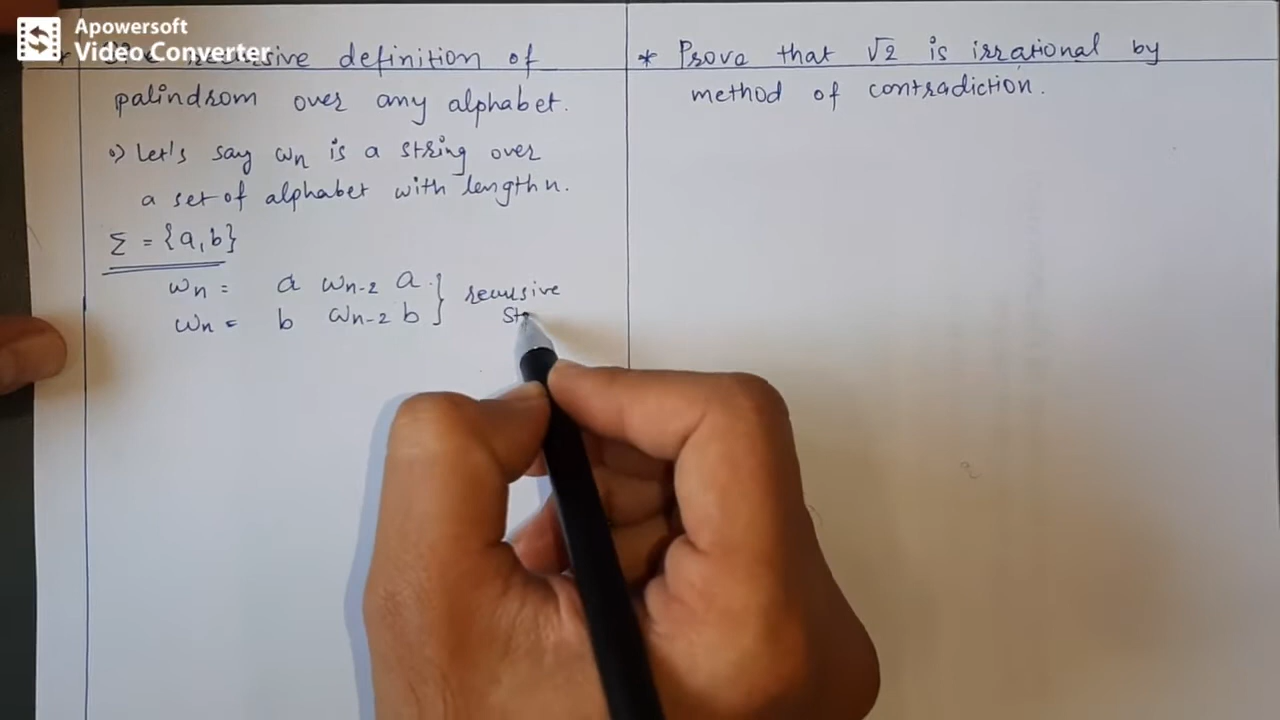 Apowersoft
Video Converter
* recursive definition of
palindrom over any alphabet.
Let's say wn is a string over
a set of alphabet with length n.
Σ = {a, b}
wn = a wn-2 a
wn = b wn-2 b } recursive
* Prove that √2 is irrational by
method of contradiction.